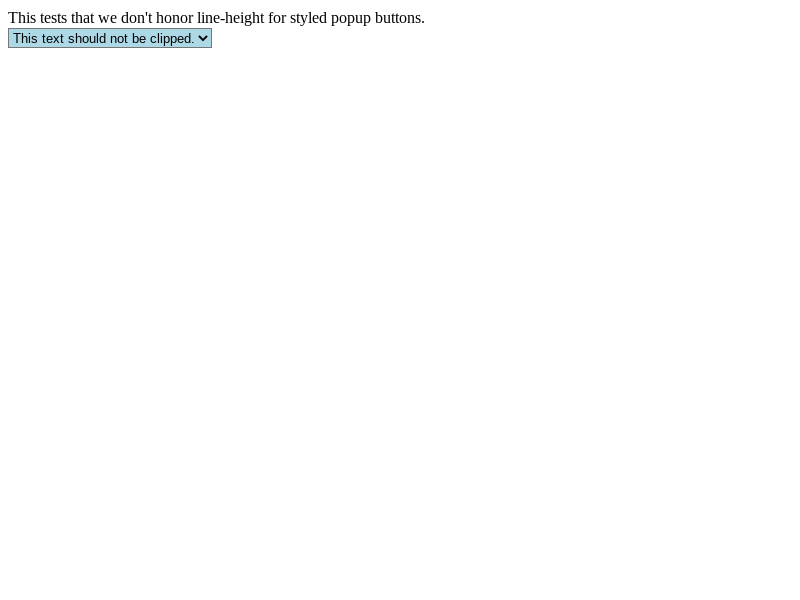 This tests that we don't honor line-height for styled popup buttons.
This text should not be clipped.